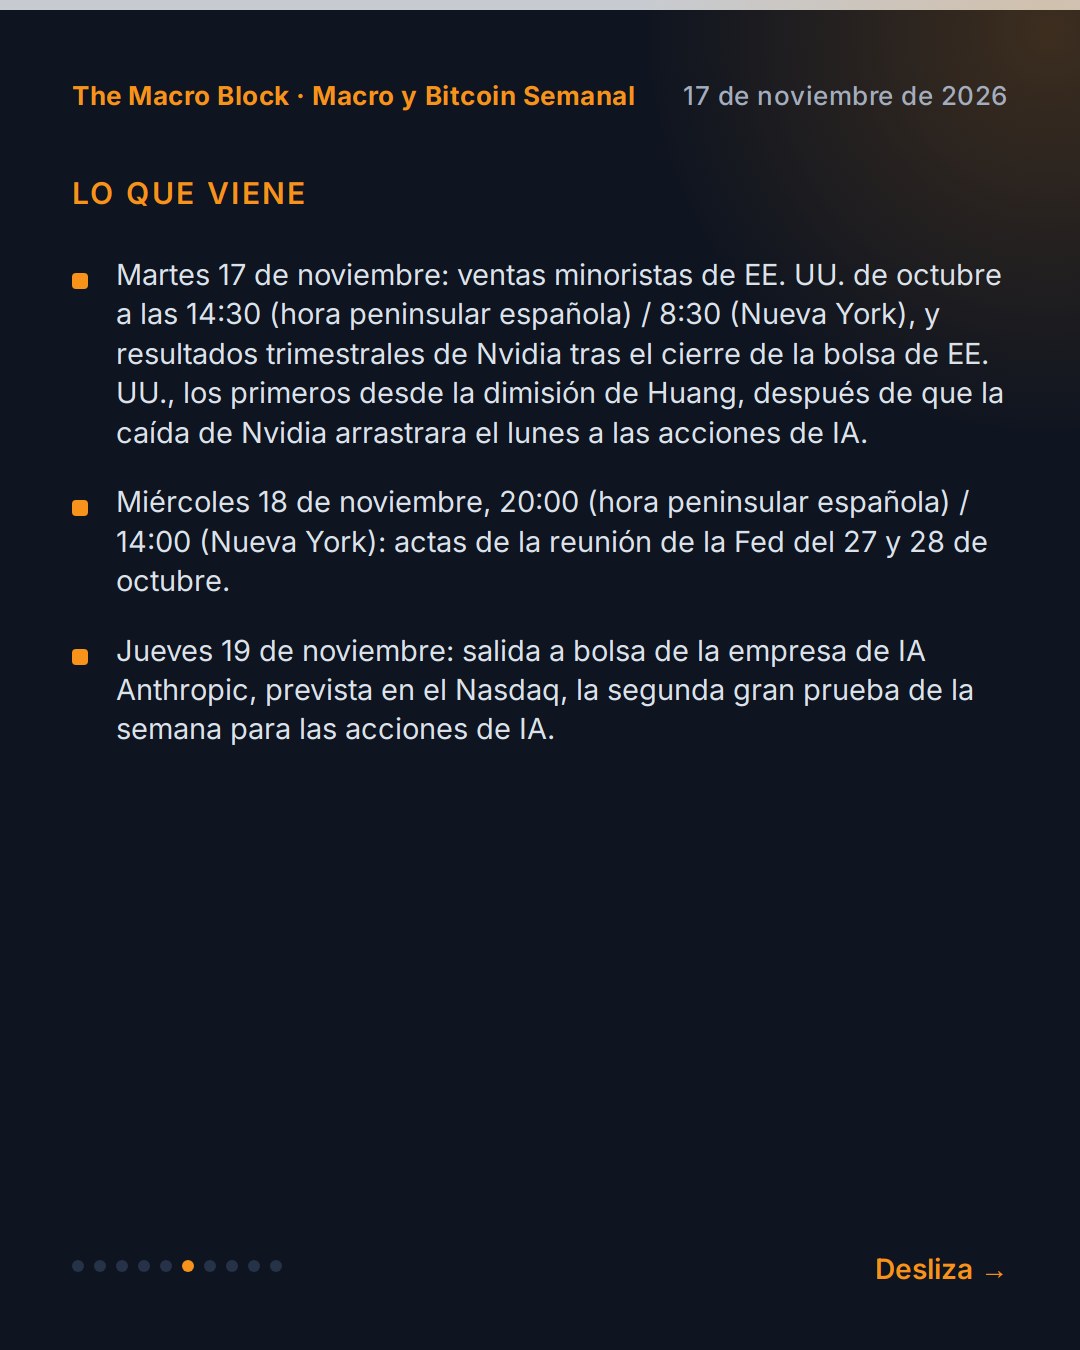 The Macro Block · Macro y Bitcoin Semanal
17 de noviembre de 2026
LO QUE VIENE
Martes 17 de noviembre: ventas minoristas de EE. UU. de octubre
a las 14:30 (hora peninsular española) / 8:30 (Nueva York), y
resultados trimestrales de Nvidia tras el cierre de la bolsa de EE.
UU., los primeros desde la dimisión de Huang, después de que la
caída de Nvidia arrastrara el lunes a las acciones de IA.
Miércoles 18 de noviembre, 20:00 (hora peninsular española) /
14:00 (Nueva York): actas de la reunión de la Fed del 27 y 28 de
octubre.
Jueves 19 de noviembre: salida a bolsa de la empresa de IA
Anthropic, prevista en el Nasdaq, la segunda gran prueba de la
semana para las acciones de IA.
Desliza →